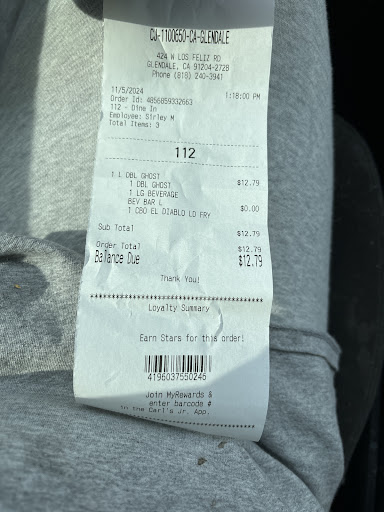 CJ-1100650-CA-GLENDALE
424 W LOS FELIZ RD
GLENDALE, CA 91204-2728
Phone (818) 240-3941
11/5/2024 1:18:00 PM
Order Id: 4856859332663
112 - Dine In
Employee: Sirley M
Total Items: 3
112
1 L DBL GHOST
1 DBL GHOST $12.79
1 LG BEVERAGE
BEV BAR L
1 CBO EL DIABLO LD FRY $0.00
Sub Total $12.79
Order Total $12.79
Balance Due $12.79
Thank You!
Loyalty Summary
Earn Stars for this order!
4196037550246
Join MyRewards &
enter barcode #
in the Carl's Jr. App.